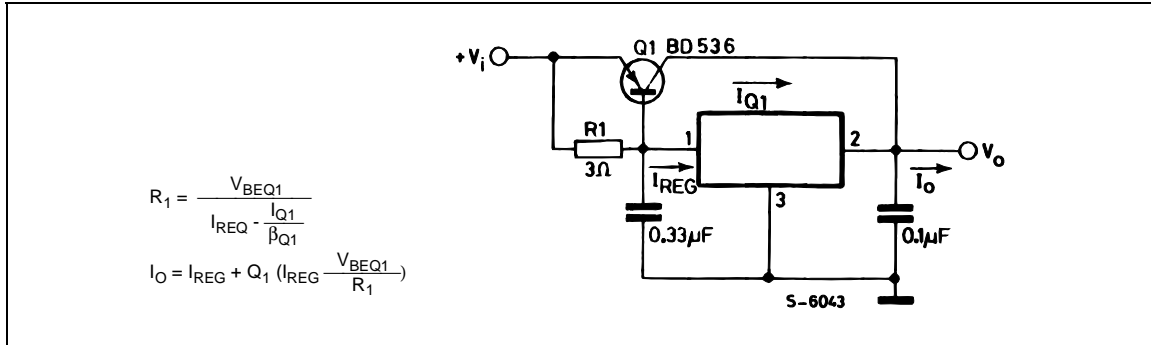 R1 = VBEQ1 / IREQ - IQ1 / βQ1
IO = IREG + Q1 (IREG VBEQ1 / R1)
+Vi
Q1 BD536
IQ1
R1
3Ω
1
2
Vo
IREG
Io
3
0.33μF
0.1μF
S-6043